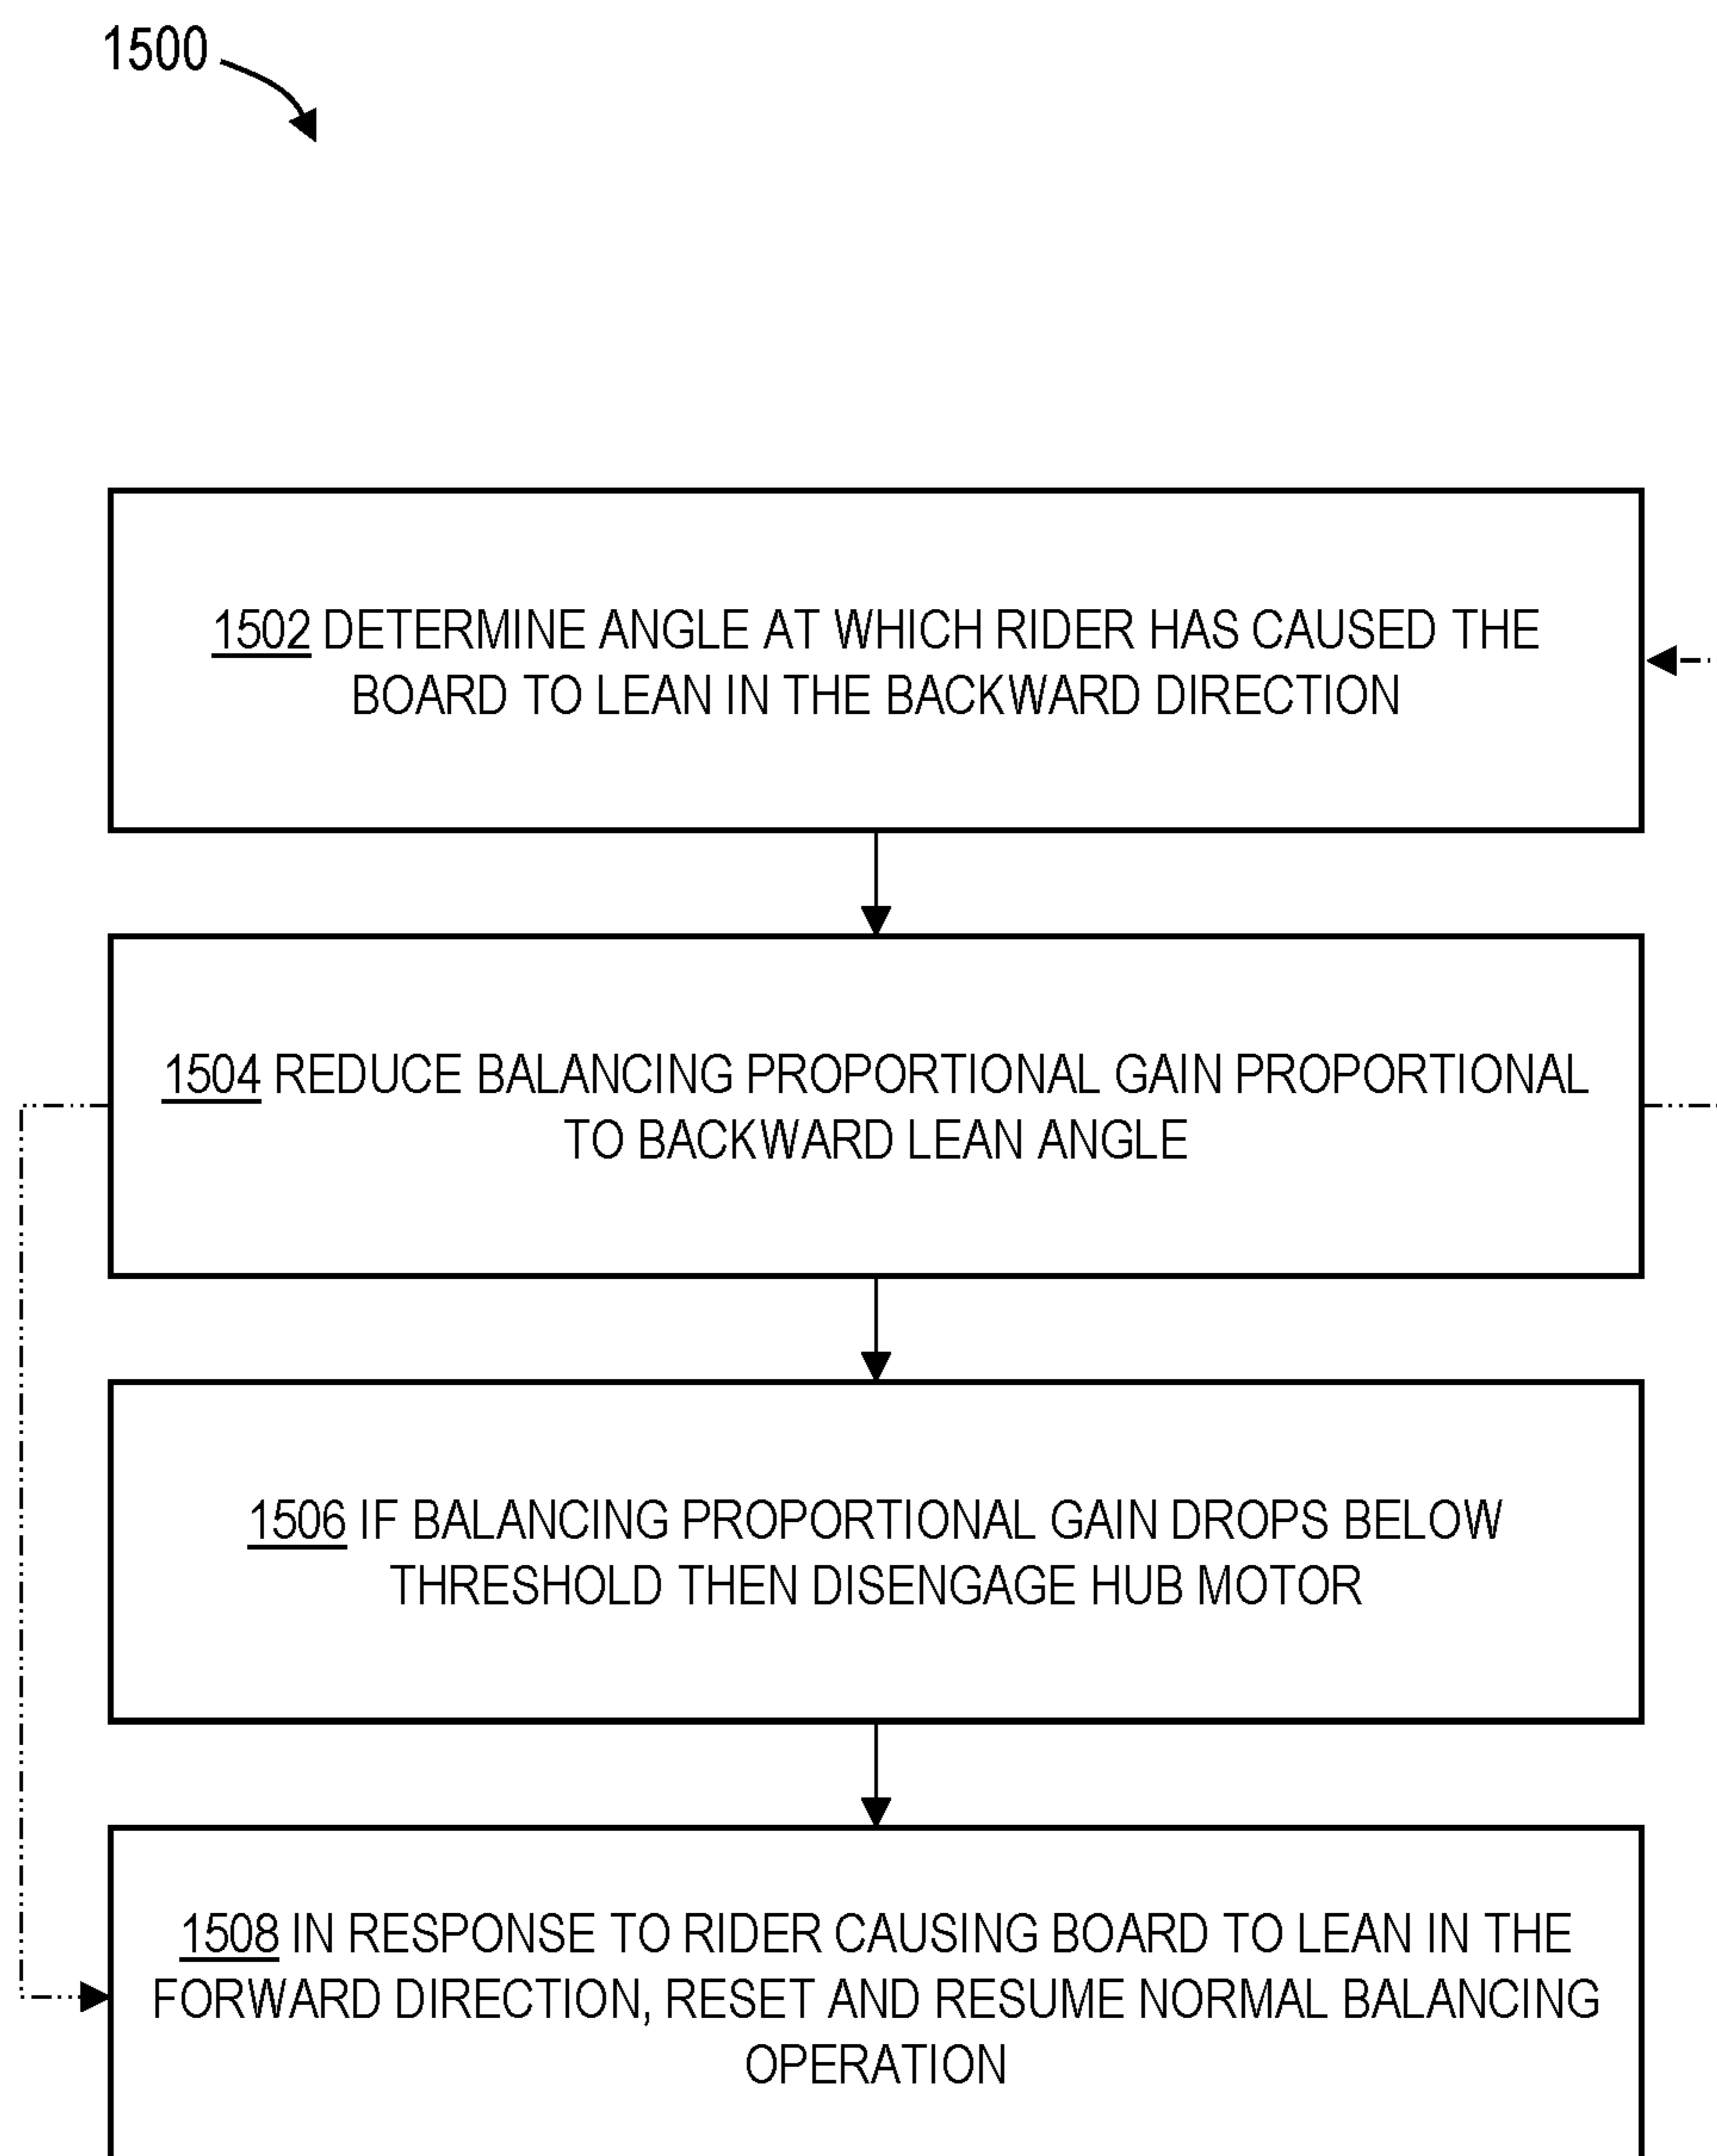 1500
1502 DETERMINE ANGLE AT WHICH RIDER HAS CAUSED THE
BOARD TO LEAN IN THE BACKWARD DIRECTION
1504 REDUCE BALANCING PROPORTIONAL GAIN PROPORTIONAL
TO BACKWARD LEAN ANGLE
1506 IF BALANCING PROPORTIONAL GAIN DROPS BELOW
THRESHOLD THEN DISENGAGE HUB MOTOR
1508 IN RESPONSE TO RIDER CAUSING BOARD TO LEAN IN THE
FORWARD DIRECTION, RESET AND RESUME NORMAL BALANCING
OPERATION